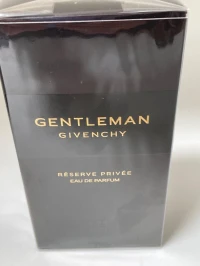 GENTLEMAN
GIVENCHY
RÉSERVE PRIVÉE
EAU DE PARFUM